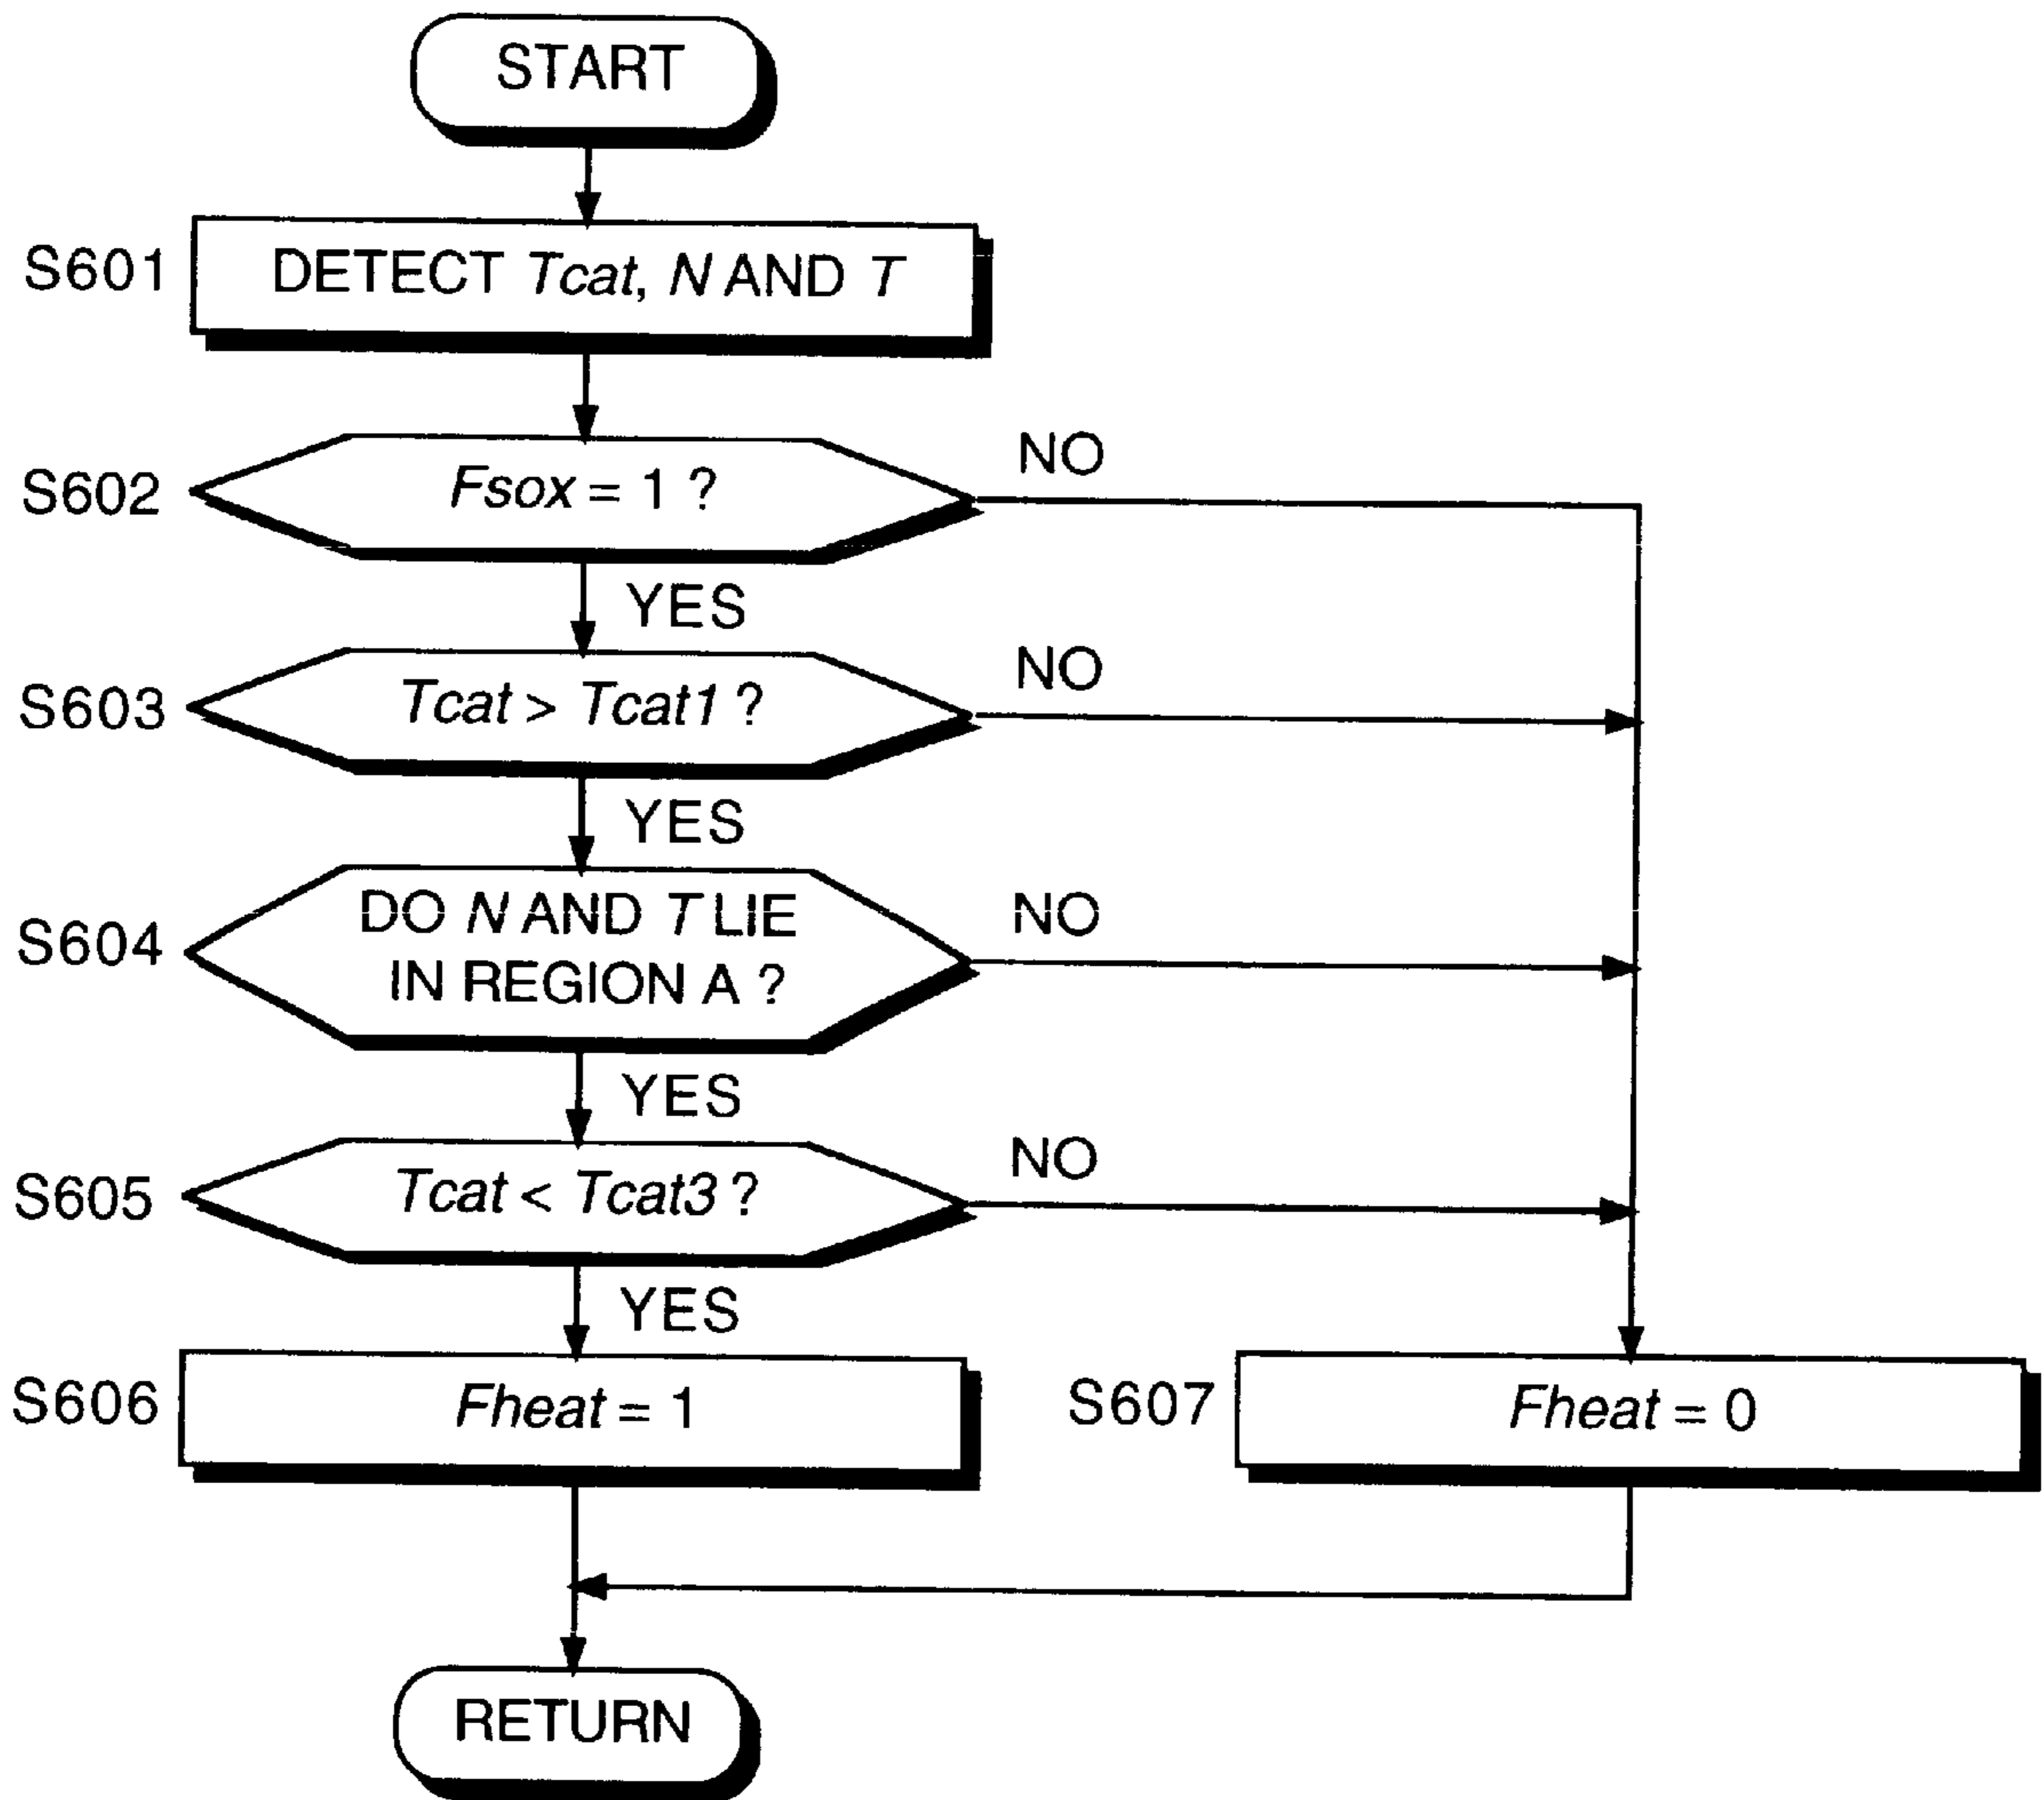 START
S601
DETECT Tcat, N AND T
S602
Fsox = 1 ?
NO
YES
S603
Tcat > Tcat1 ?
NO
YES
S604
DO N AND T LIE
IN REGION A ?
NO
YES
S605
Tcat < Tcat3 ?
NO
YES
S606
Fheat = 1
S607
Fheat = 0
RETURN